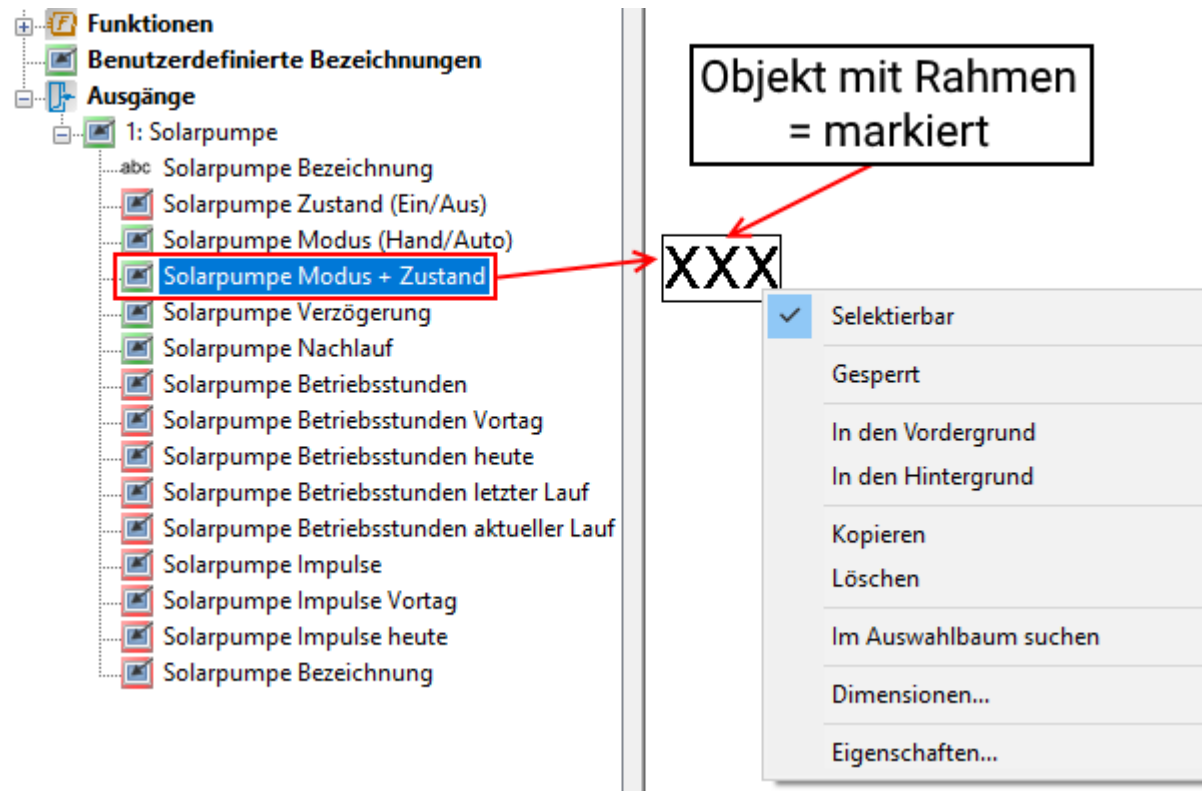 Funktionen
Benutzerdefinierte Bezeichnungen
Ausgänge
1: Solarpumpe
abc Solarpumpe Bezeichnung
Solarpumpe Zustand (Ein/Aus)
Solarpumpe Modus (Hand/Auto)
Solarpumpe Modus + Zustand
Solarpumpe Verzögerung
Solarpumpe Nachlauf
Solarpumpe Betriebsstunden
Solarpumpe Betriebsstunden Vortag
Solarpumpe Betriebsstunden heute
Solarpumpe Betriebsstunden letzter Lauf
Solarpumpe Betriebsstunden aktueller Lauf
Solarpumpe Impulse
Solarpumpe Impulse Vortag
Solarpumpe Impulse heute
Solarpumpe Bezeichnung
Objekt mit Rahmen
= markiert
XXX
Selektierbar
Gesperrt
In den Vordergrund
In den Hintergrund
Kopieren
Löschen
Im Auswahlbaum suchen
Dimensionen...
Eigenschaften...